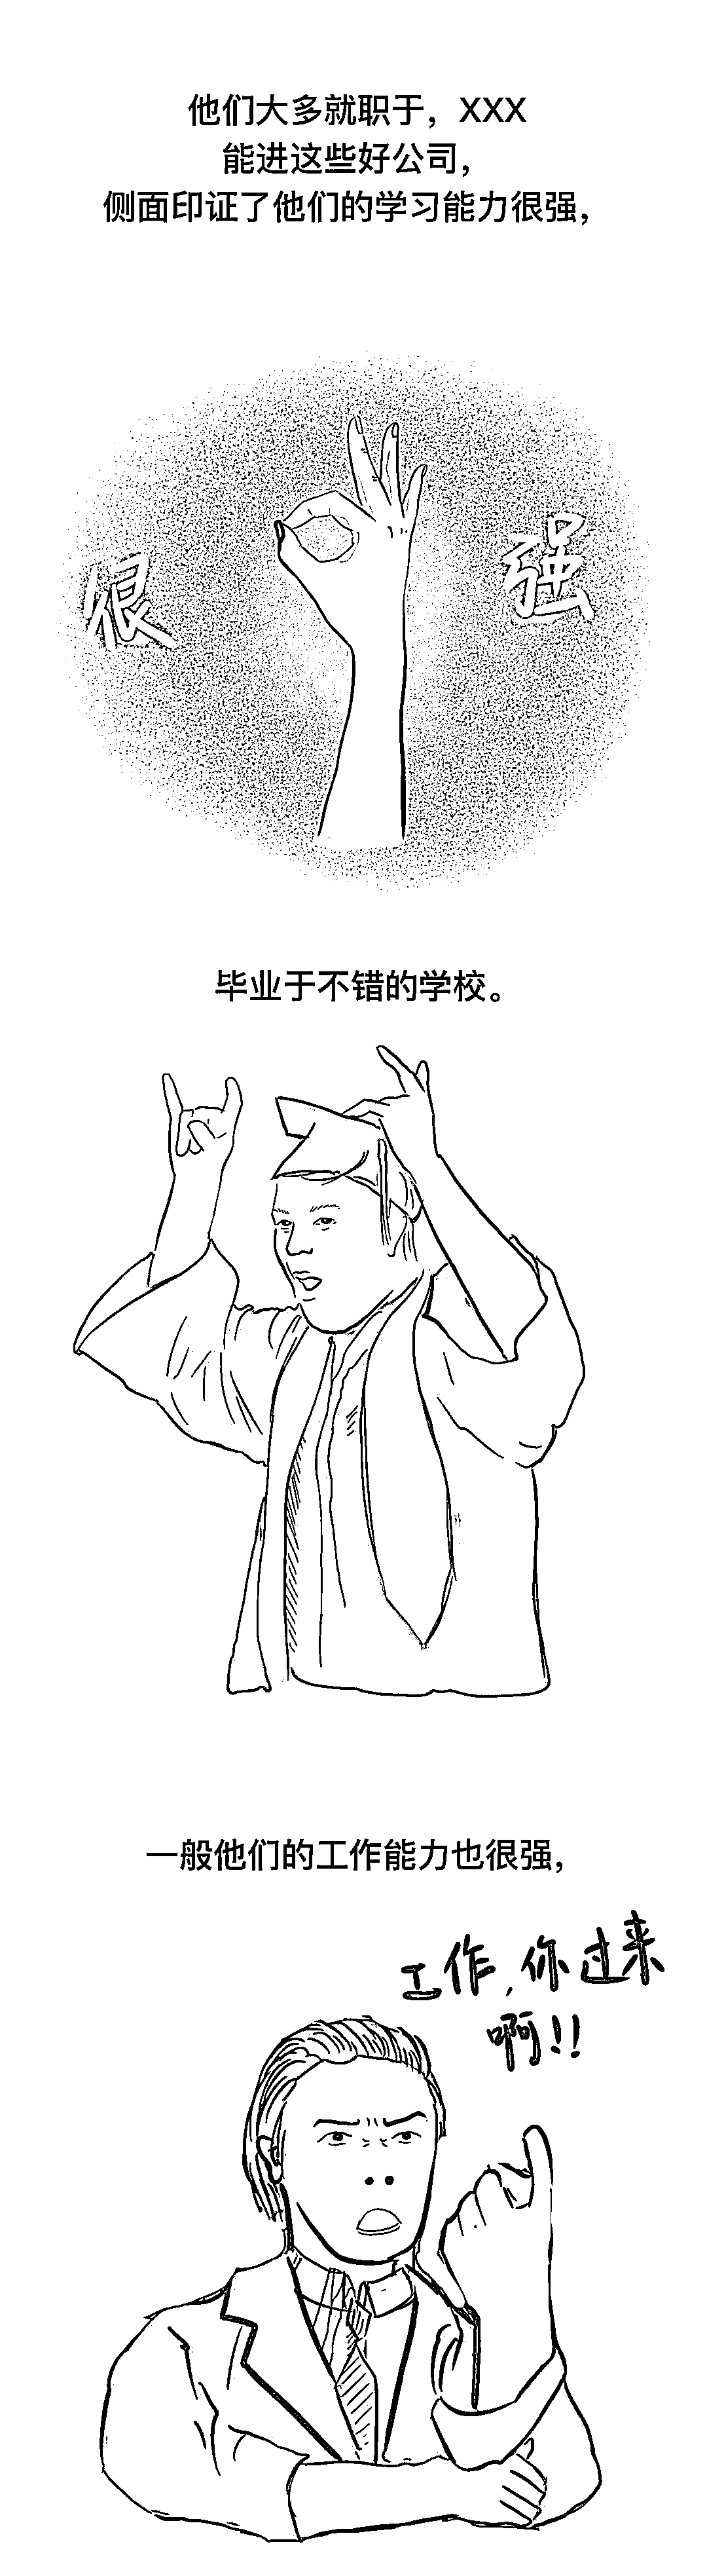 他们大多就职于，XXX
能进这些好公司，
侧面印证了他们的学习能力很强，
很 强
毕业于不错的学校。
一般他们的工作能力也很强，
工作，你过来
啊！！